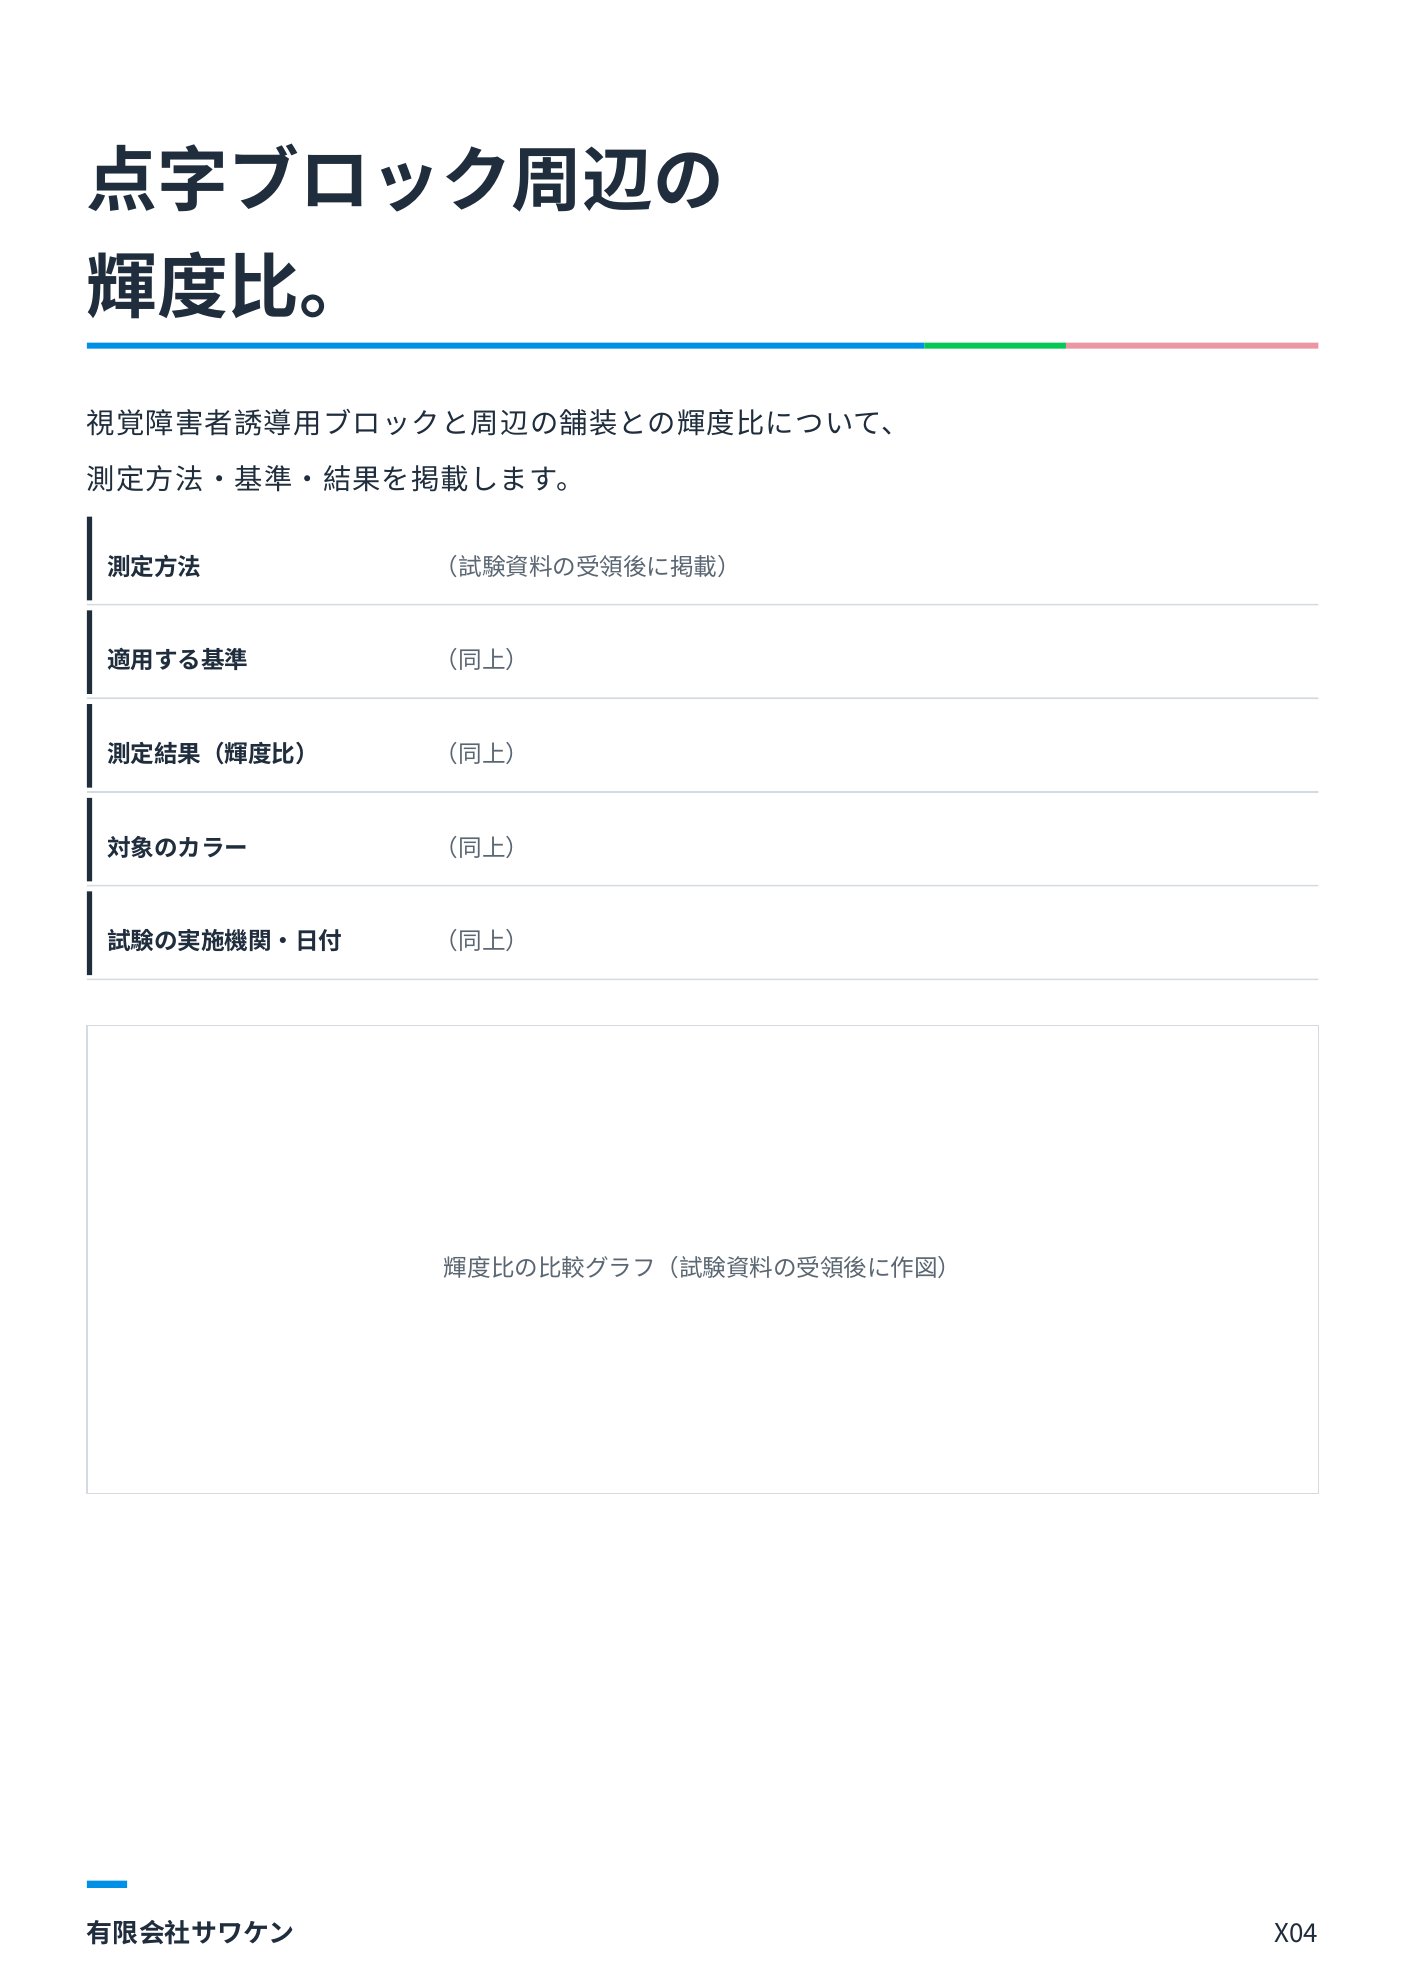 点字ブロック周辺の
輝度比。
視覚障害者誘導用ブロックと周辺の舗装との輝度比について、
測定方法・基準・結果を掲載します。
測定方法 （試験資料の受領後に掲載）
適用する基準 （同上）
測定結果（輝度比） （同上）
対象のカラー （同上）
試験の実施機関・日付 （同上）
輝度比の比較グラフ（試験資料の受領後に作図）
有限会社サワケン X04